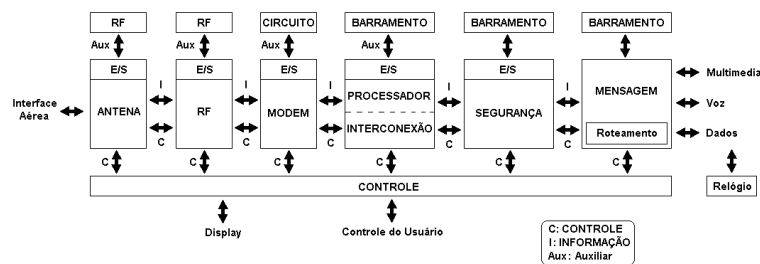 RF RF CIRCUITO BARRAMENTO BARRAMENTO BARRAMENTO
Aux Aux Aux Aux
E/S E/S E/S E/S E/S
I I I I I
Interface
Aérea
ANTENA RF MODEM PROCESSADOR SEGURANÇA MENSAGEM
INTERCONEXÃO
Roteamento
Multimedia
Voz
Dados
C C C C C
C C C C C C
CONTROLE
Relógio
Display
Controle do Usuário
C: CONTROLE
I: INFORMAÇÃO
Aux: Auxiliar